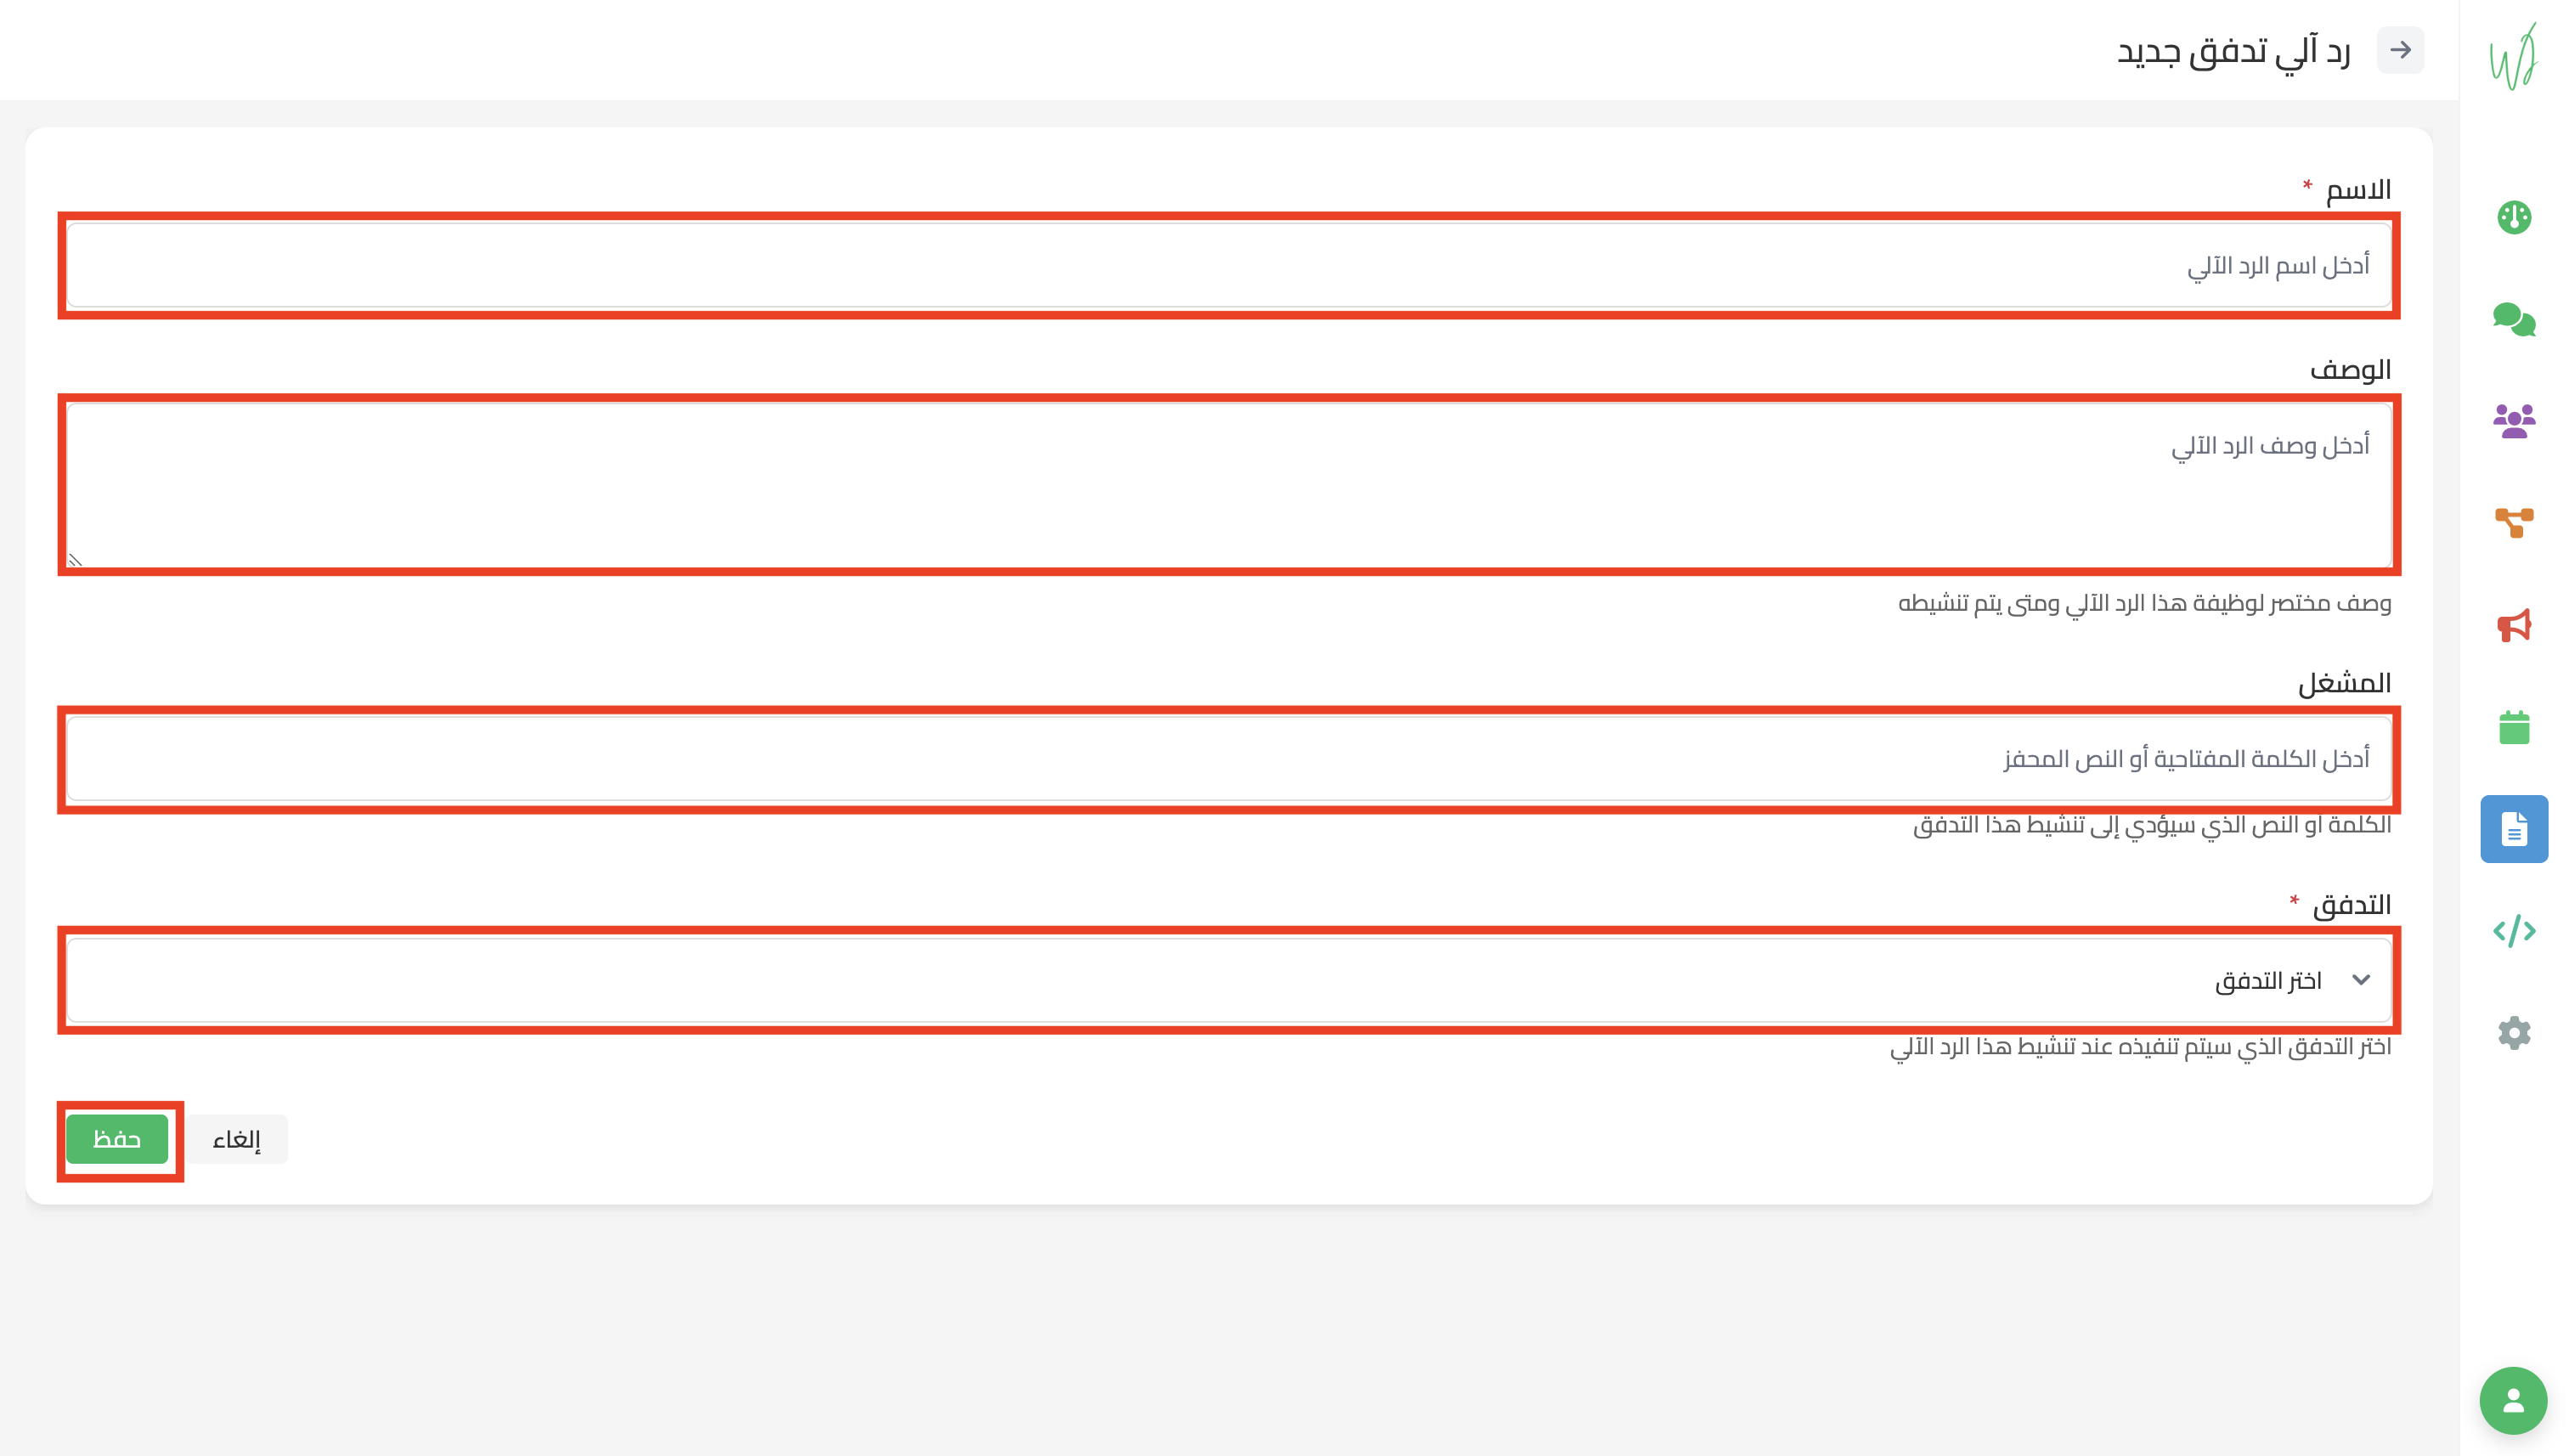 رد آلي تدفق جديد
الاسم *
أدخل اسم الرد الآلي
الوصف
أدخل وصف الرد الآلي
وصف مختصر لوظيفة هذا الرد الآلي ومتى يتم تنشيطه
المشغل
أدخل الكلمة المفتاحية أو النص المحفز
الكلمة أو النص الذي سيؤدي إلى تنشيط هذا التدفق
التدفق *
اختر التدفق
اختر التدفق الذي سيتم تنفيذه عند تنشيط هذا الرد الآلي
إلغاء
حفظ